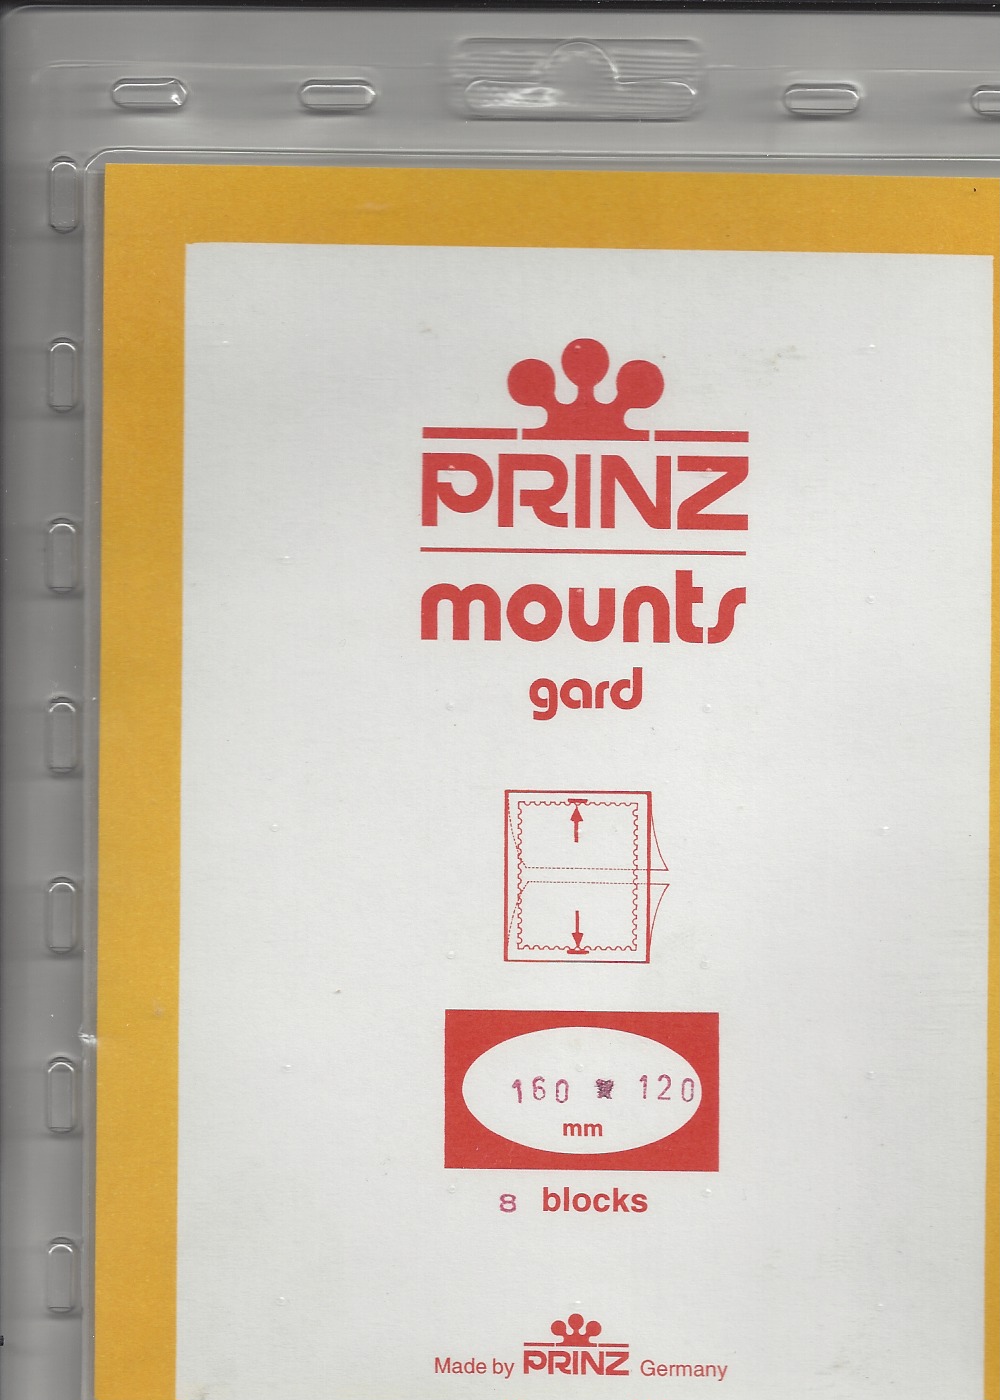 PRINZ
mounts
gard
160 * 120
mm
8 blocks
Made by PRINZ Germany